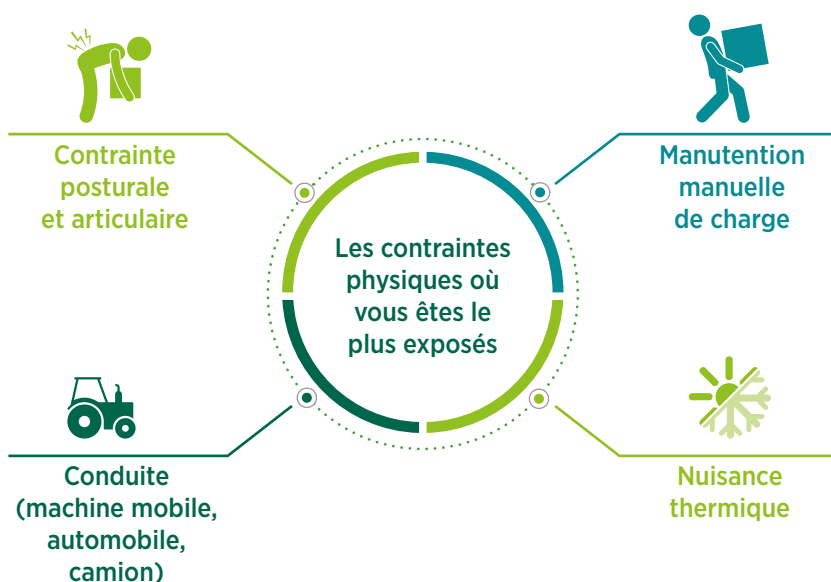 Contrainte
posturale
et articulaire
Manutention
manuelle
de charge
Les contraintes
physiques où
vous êtes le
plus exposés
Conduite
(machine mobile,
automobile,
camion)
Nuisance
thermique